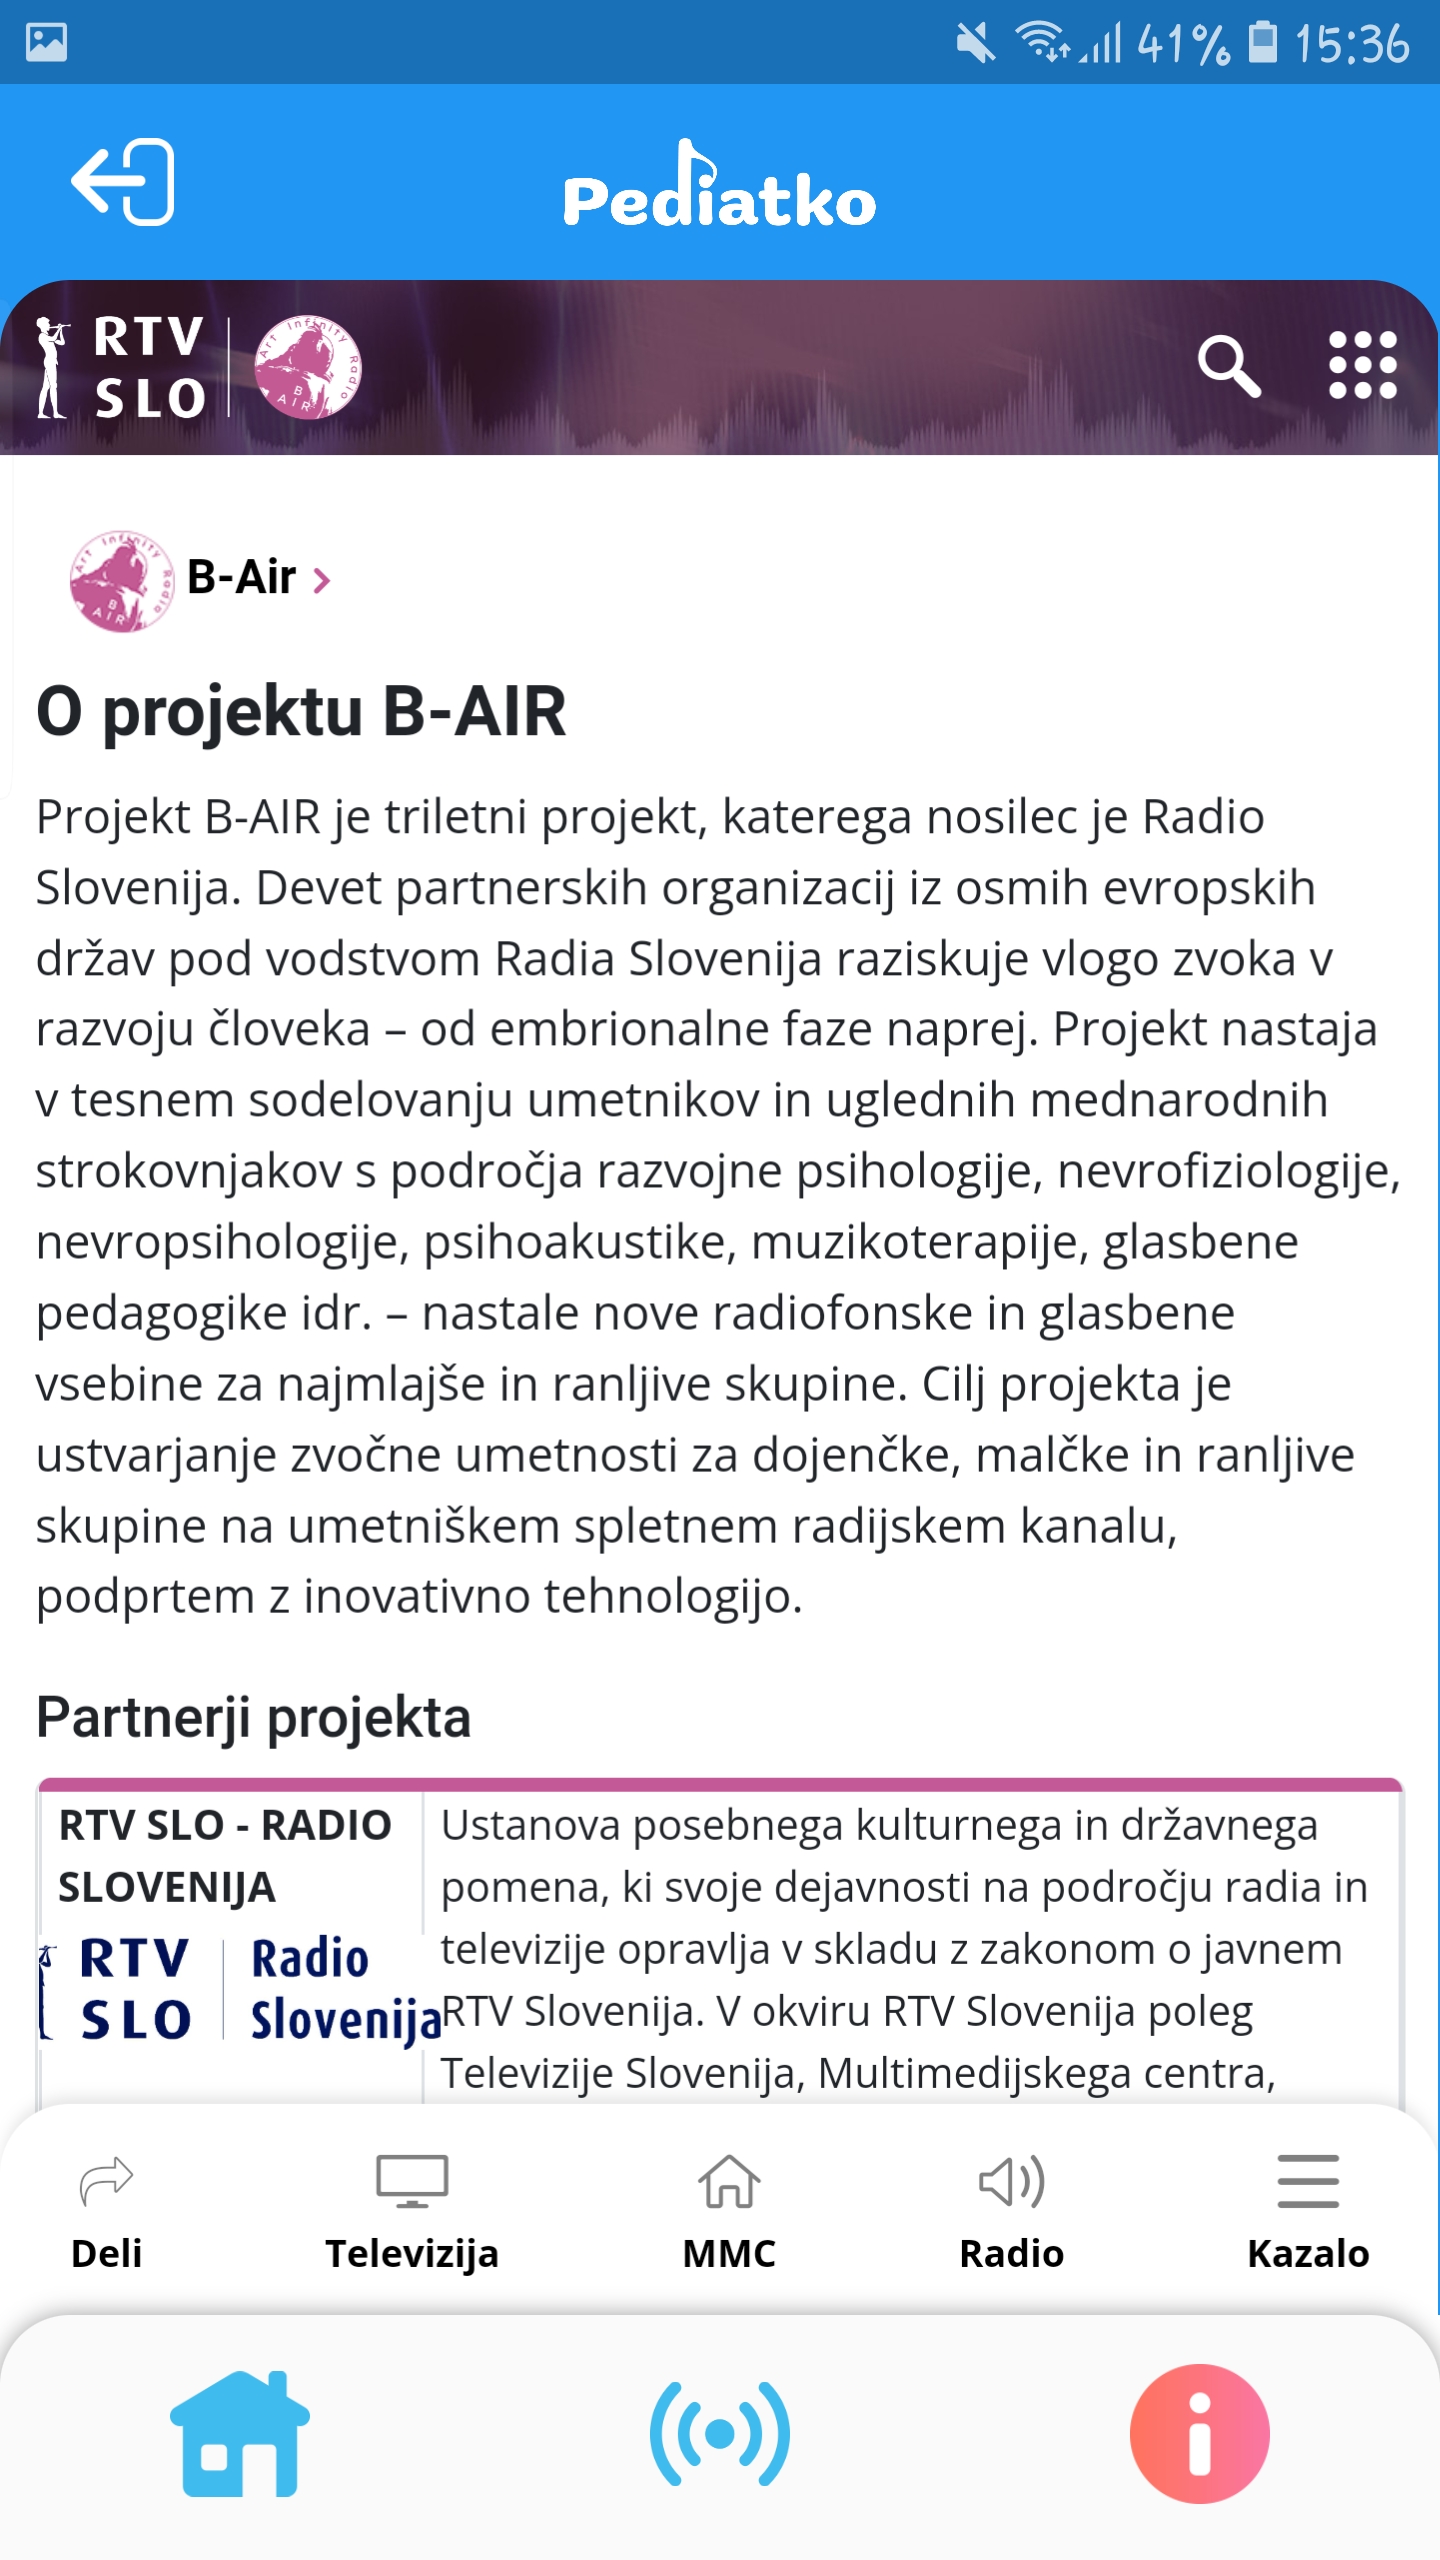 41% 15:36
Pediatko
RTV
SLO
Art Infinity Radio
B
AIR
Art Infinity Radio
B
AIR
B-Air
O projektu B-AIR
Projekt B-AIR je triletni projekt, katerega nosilec je Radio
Slovenija. Devet partnerskih organizacij iz osmih evropskih
držav pod vodstvom Radia Slovenija raziskuje vlogo zvoka v
razvoju človeka – od embrionalne faze naprej. Projekt nastaja
v tesnem sodelovanju umetnikov in uglednih mednarodnih
strokovnjakov s področja razvojne psihologije, nevrofiziologije,
nevropsihologije, psihoakustike, muzikoterapije, glasbene
pedagogike idr. – nastale nove radiofonske in glasbene
vsebine za najmlajše in ranljive skupine. Cilj projekta je
ustvarjanje zvočne umetnosti za dojenčke, malčke in ranljive
skupine na umetniškem spletnem radijskem kanalu,
podprtem z inovativno tehnologijo.
Partnerji projekta
RTV SLO - RADIO
SLOVENIJA
RTV
SLO
Radio
Slovenija
Ustanova posebnega kulturnega in državnega
pomena, ki svoje dejavnosti na področju radia in
televizije opravlja v skladu z zakonom o javnem
RTV Slovenija. V okviru RTV Slovenija poleg
Televizije Slovenija, Multimedijskega centra,
Deli Televizija MMC Radio Kazalo